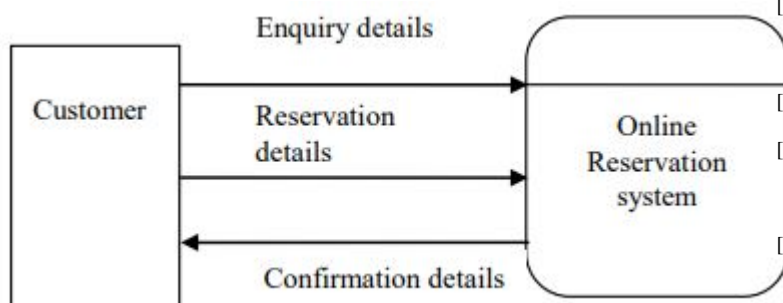 Enquiry details
Customer
Reservation
details
Online
Reservation
system
Confirmation details
[
[
[
[